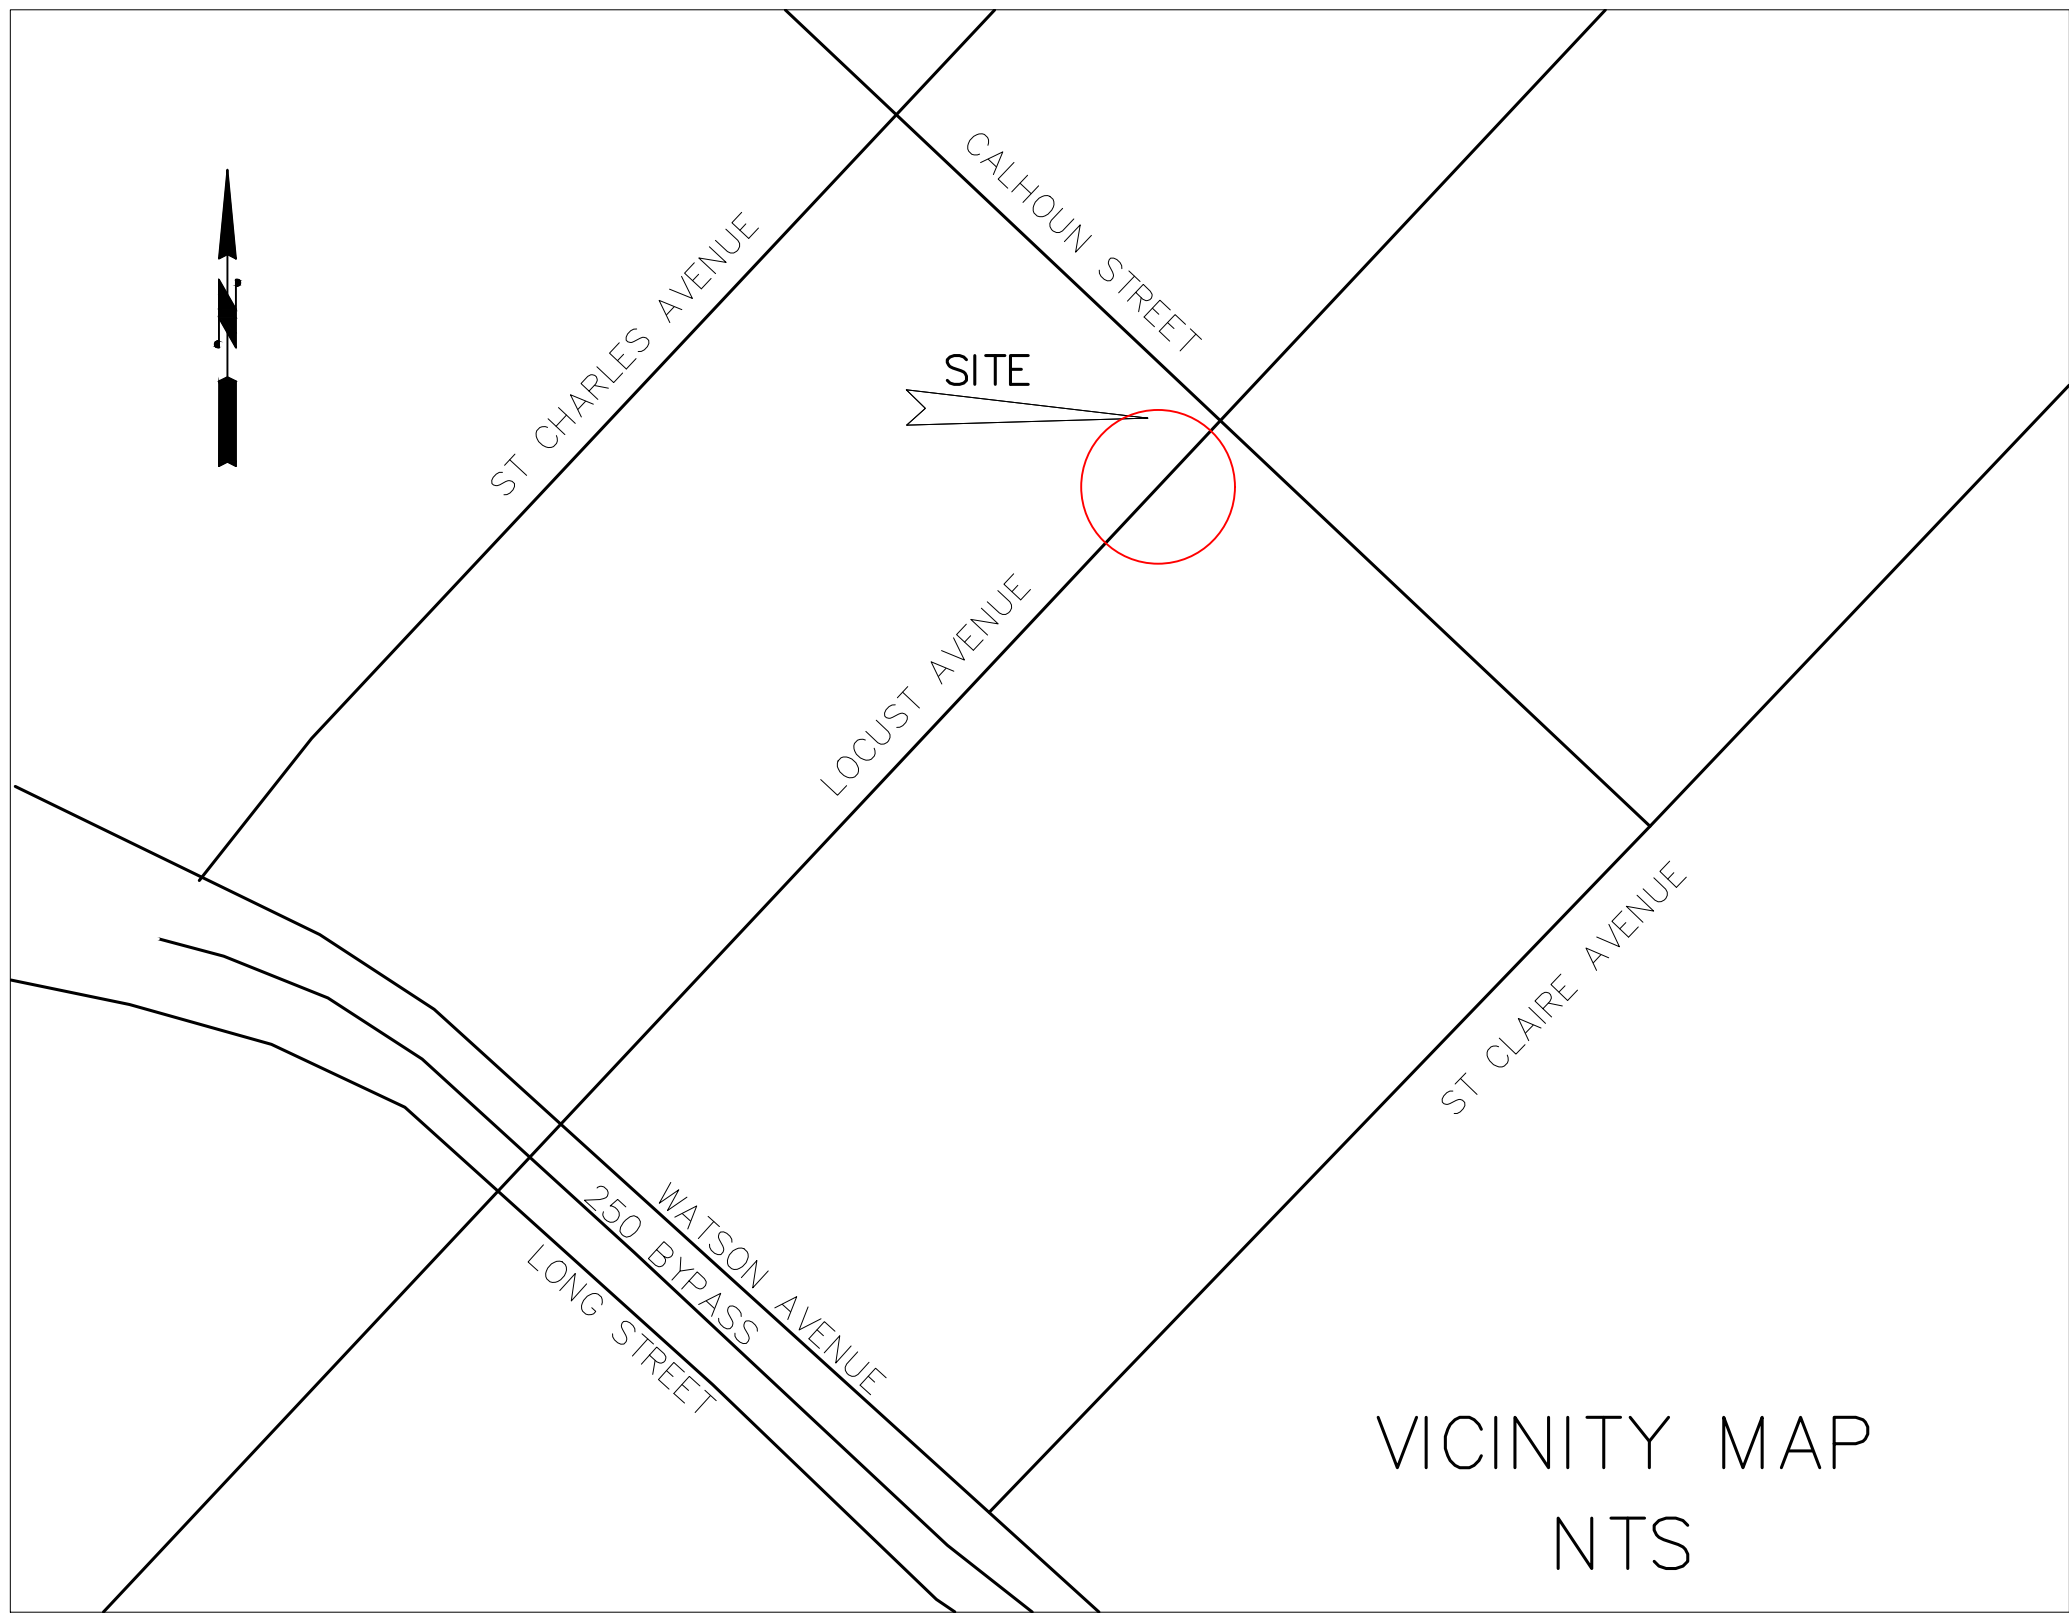 CALHOUN STREET
ST CHARLES AVENUE
N
SITE
LOCUST AVENUE
ST CLAIRE AVENUE
WATSON AVENUE
250 BYPASS
LONG STREET
VICINITY MAP
NTS